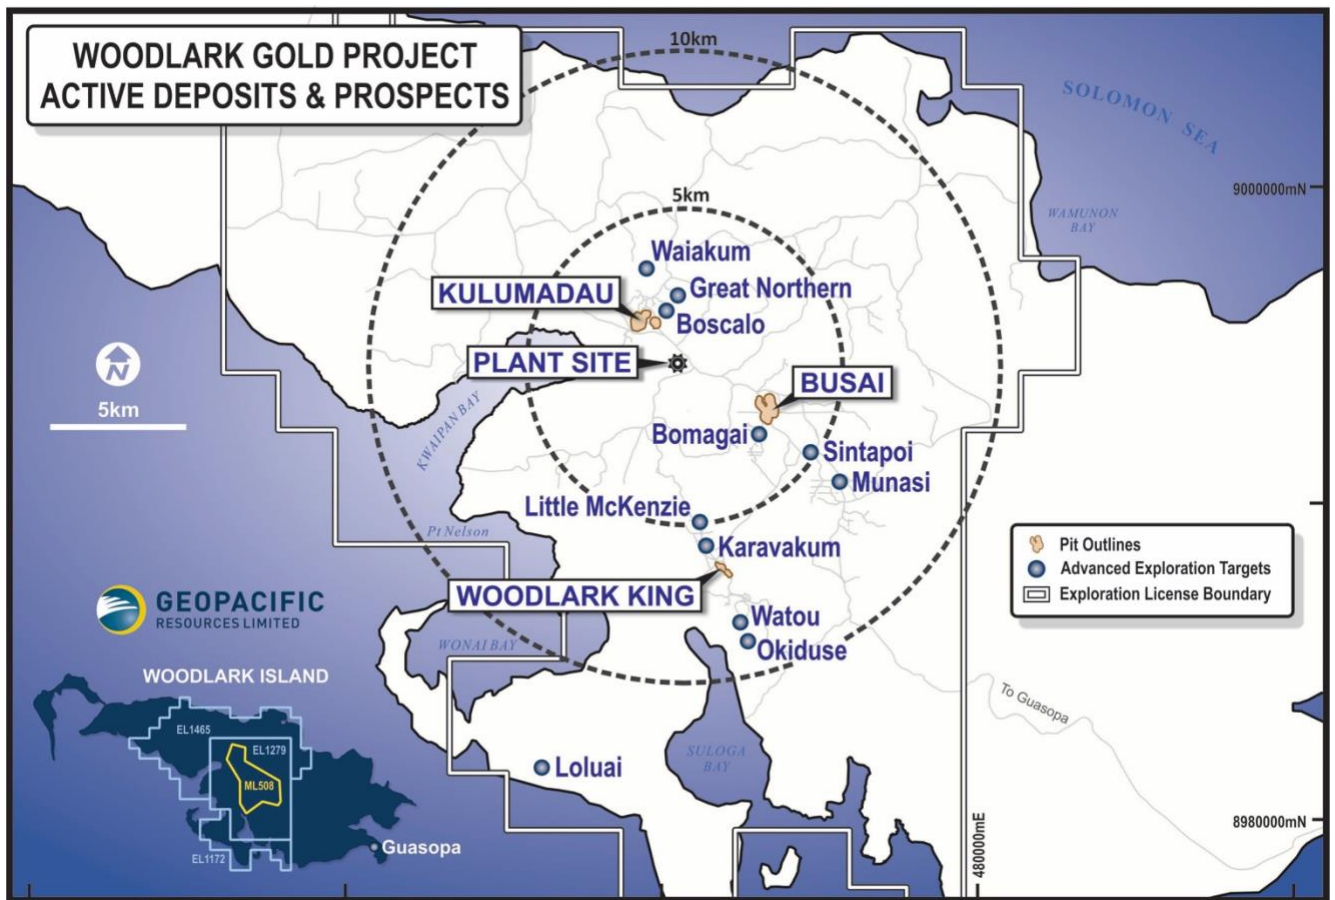 WOODLARK GOLD PROJECT
ACTIVE DEPOSITS & PROSPECTS
10km
SOLOMON SEA
9000000mN
5km
WAMUNON
BAY
Waiakum
KULUMADAU
Great Northern
Boscalo
PLANT SITE
N
5km
BUSAI
KWAIPAN BAY
Bomagai
Sintapoi
Munasi
Little McKenzie
Pt Nelson
Karavakum
Pit Outlines
Advanced Exploration Targets
Exploration License Boundary
WOODLARK KING
GEOPACIFIC
RESOURCES LIMITED
Watou
WONAI BAY
Okiduse
WOODLARK ISLAND
To Guasopa
EL1465
EL1279
ML508
SULOGA
BAY
Loluai
8980000mN
480000mE
Guasopa
EL1172